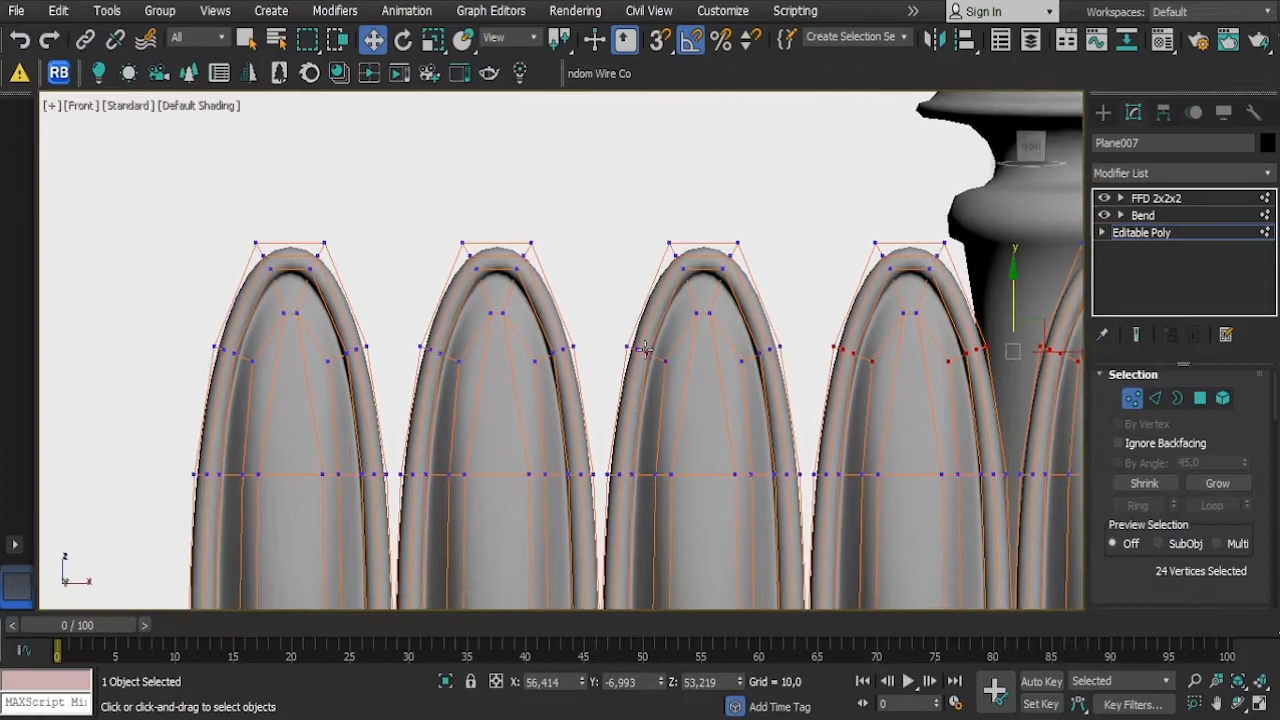 File Edit Tools Group Views Create Modifiers Animation Graph Editors Rendering Civil View Customize Scripting Sign In Workspaces: Default
All View Create Selection Se
RB ndom Wire Co
[+] [Front] [Standard] [Default Shading]
FRONT
y
z
x
Plane007
Modifier List
FFD 2x2x2
Bend
Editable Poly
Selection
By Vertex
Ignore Backfacing
By Angle: 45,0
Shrink Grow
Ring Loop
Preview Selection
Off SubObj Multi
24 Vertices Selected
< 0 / 100 >
0 5 10 15 20 25 30 35 40 45 50 55 60 65 70 75 80 85 90 95 100
1 Object Selected X: 56,414 Y: -6,993 Z: 53,219 Grid = 10,0 Auto Key Selected
MAXScript Mi Click or click-and-drag to select objects Add Time Tag 0 Set Key Key Filters...